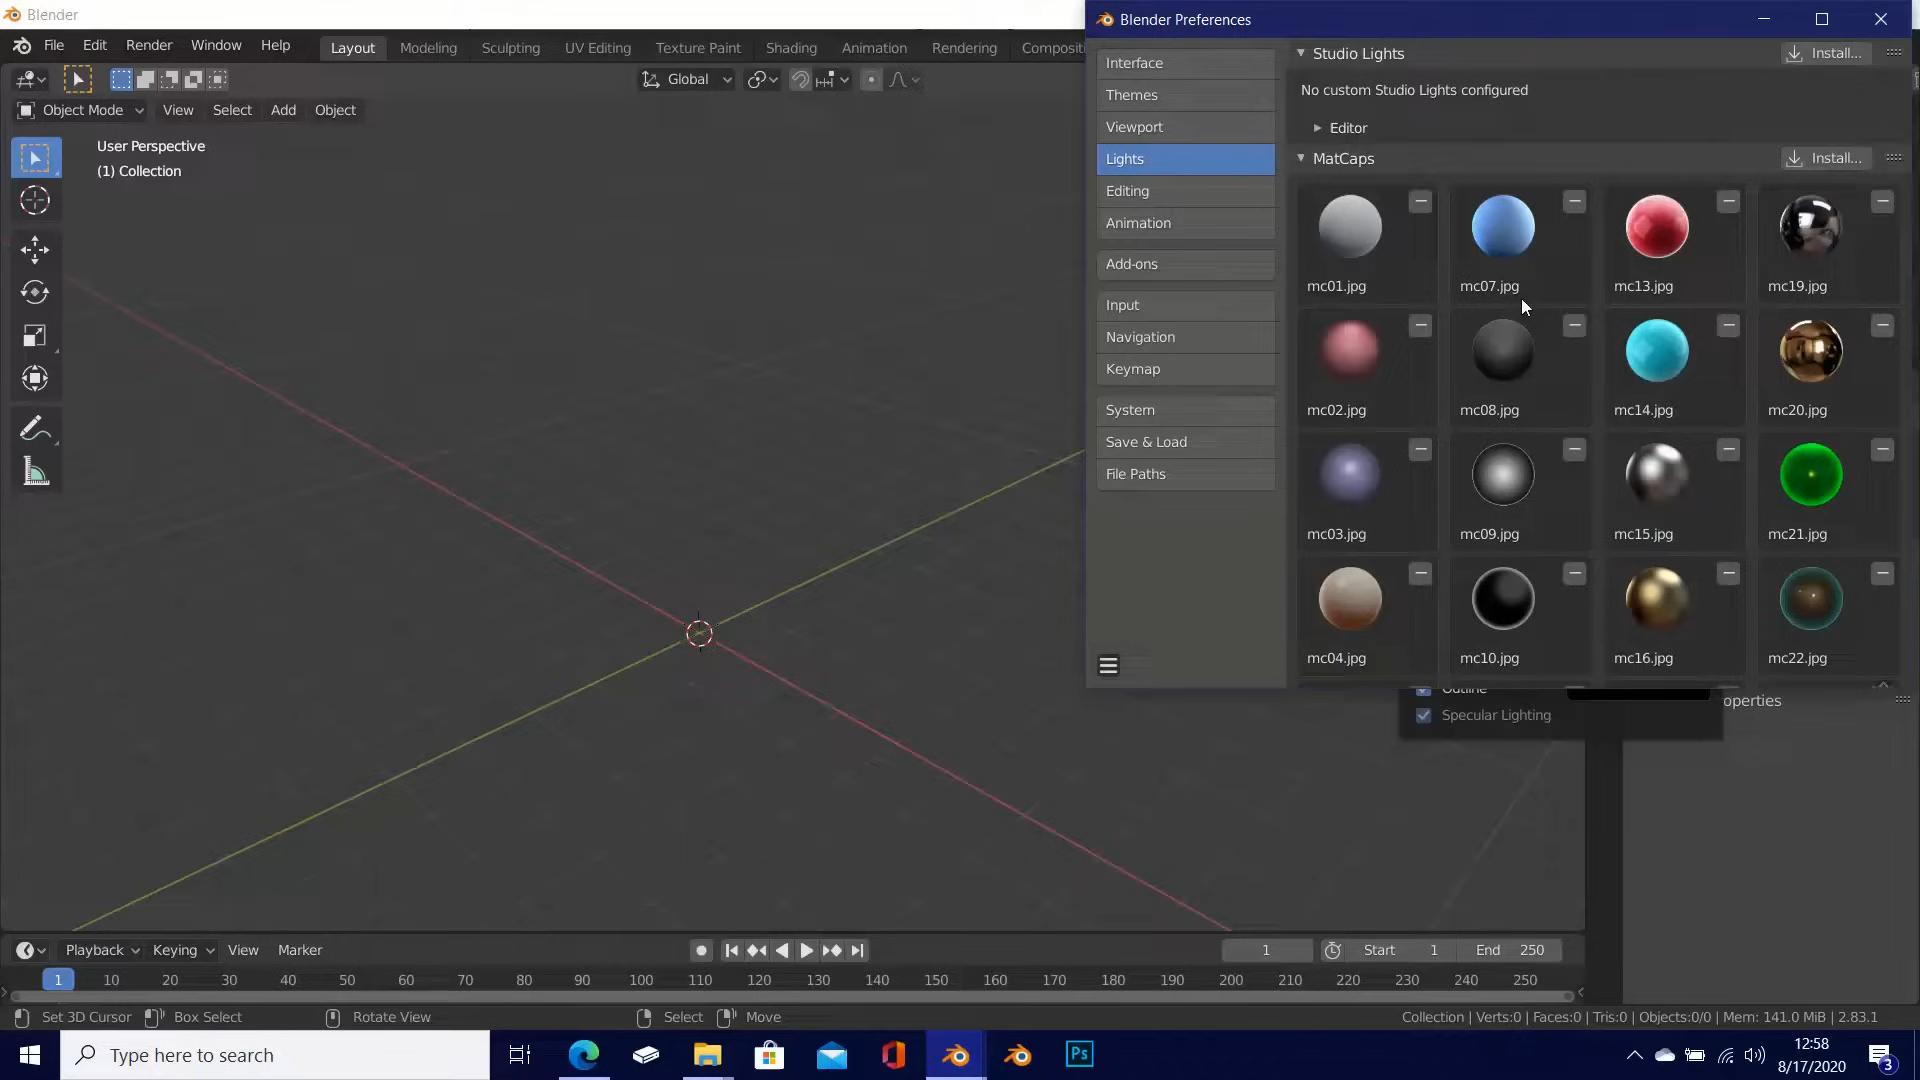 Blender
Blender Preferences
File Edit Render Window Help Layout Modeling Sculpting UV Editing Texture Paint Shading Animation Rendering Composit
Global
Object Mode View Select Add Object
User Perspective
(1) Collection
Interface
Themes
Viewport
Lights
Editing
Animation
Add-ons
Input
Navigation
Keymap
System
Save & Load
File Paths
Studio Lights Install...
No custom Studio Lights configured
Editor
MatCaps Install...
mc01.jpg mc07.jpg mc13.jpg mc19.jpg
mc02.jpg mc08.jpg mc14.jpg mc20.jpg
mc03.jpg mc09.jpg mc15.jpg mc21.jpg
mc04.jpg mc10.jpg mc16.jpg mc22.jpg
Outline
Specular Lighting
operties
Playback Keying View Marker 1 Start 1 End 250
1 10 20 30 40 50 60 70 80 90 100 110 120 130 140 150 160 170 180 190 200 210 220 230 240 250
Set 3D Cursor Box Select Rotate View Select Move Collection | Verts:0 | Faces:0 | Tris:0 | Objects:0/0 | Mem: 141.0 MiB | 2.83.1
Type here to search
Ps
12:58
8/17/2020
3